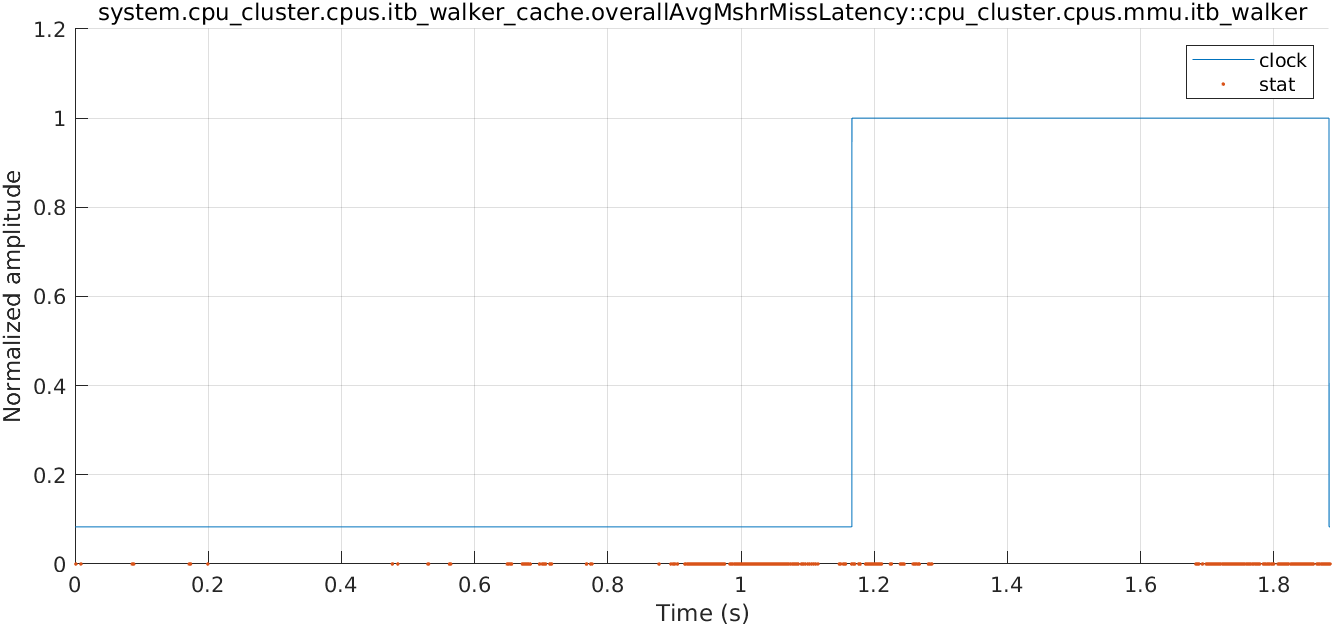 system.cpu_cluster.cpus.itb_walker_cache.overallAvgMshrMissLatency::cpu_cluster.cpus.mmu.itb_walker
1.2
1
0.8
0.6
0.4
0.2
0
Normalized amplitude
clock
stat
0 0.2 0.4 0.6 0.8 1 1.2 1.4 1.6 1.8
Time (s)